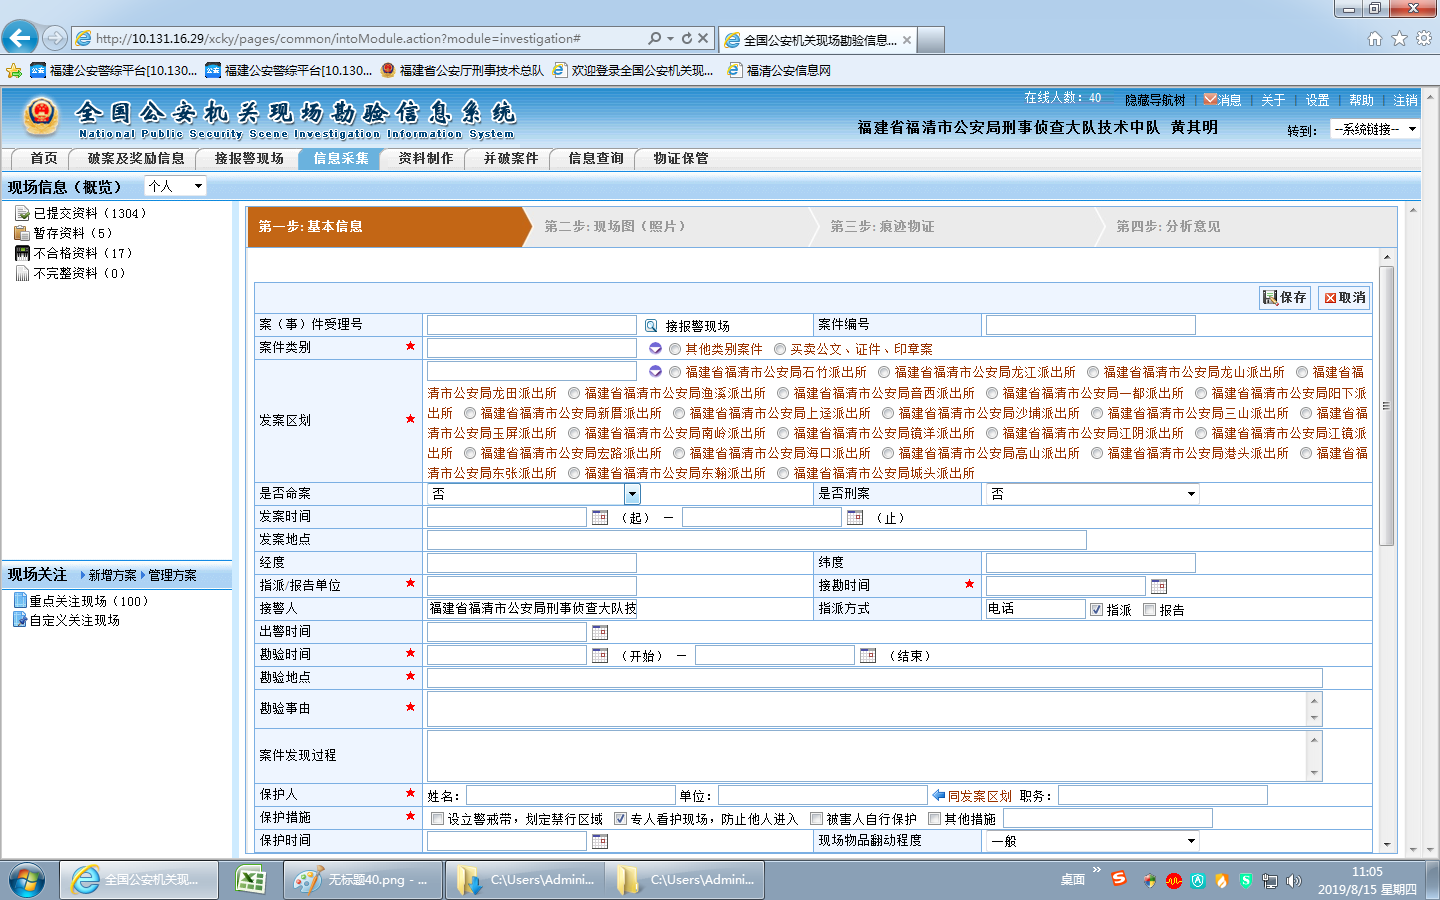 http://10.131.16.29/xcky/pages/common/intoModule.action?module=investigation#
全国公安机关现场勘验信息...
福建公安警综平台[10.130... 福建公安警综平台[10.130... 福建省公安厅刑事技术总队 欢迎登录全国公安机关现... 福清公安信息网
全国公安机关现场勘验信息系统
National Public Security Scene Investigation Information System
在线人数: 40 隐藏导航树 消息 关于 设置 帮助 注销
福建省福清市公安局刑事侦查大队技术中队 黄其明 转到: --系统链接--
首页 破案及奖励信息 接报警现场 信息采集 资料制作 并破案件 信息查询 物证保管
现场信息（概览） 个人
已提交资料（1304）
暂存资料（5）
不合格资料（17）
不完整资料（0）
现场关注 新增方案 管理方案
重点关注现场（100）
自定义关注现场
第一步: 基本信息 第二步: 现场图（照片） 第三步: 痕迹物证 第四步: 分析意见
保存 取消
案（事）件受理号 接报警现场 案件编号
案件类别 ★ 其他类别案件 买卖公文、证件、印章案
发案区划 ★ 福建省福清市公安局石竹派出所 福建省福清市公安局龙江派出所 福建省福清市公安局龙山派出所 福建省福
清市公安局龙田派出所 福建省福清市公安局渔溪派出所 福建省福清市公安局音西派出所 福建省福清市公安局一都派出所 福建省福清市公安局阳下派
出所 福建省福清市公安局新厝派出所 福建省福清市公安局上迳派出所 福建省福清市公安局沙埔派出所 福建省福清市公安局三山派出所 福建省福
清市公安局玉屏派出所 福建省福清市公安局南岭派出所 福建省福清市公安局镜洋派出所 福建省福清市公安局江阴派出所 福建省福清市公安局江镜派
出所 福建省福清市公安局宏路派出所 福建省福清市公安局海口派出所 福建省福清市公安局高山派出所 福建省福清市公安局港头派出所 福建省福
清市公安局东张派出所 福建省福清市公安局东瀚派出所 福建省福清市公安局城头派出所
是否命案 否 是否刑案 否
发案时间 （起） — （止）
发案地点
经度 纬度
指派/报告单位 ★ 接勘时间 ★
接警人 福建省福清市公安局刑事侦查大队技 指派方式 电话 指派 报告
出警时间
勘验时间 ★ （开始） — （结束）
勘验地点 ★
勘验事由 ★
案件发现过程
保护人 ★ 姓名: 单位: 同发案区划 职务:
保护措施 ★ 设立警戒带，划定禁行区域 专人看护现场，防止他人进入 被害人自行保护 其他措施
保护时间 现场物品翻动程度 一般
全国公安机关现... 无标题40.png - ... C:\Users\Admini... C:\Users\Admini... 桌面 11:05
2019/8/15 星期四